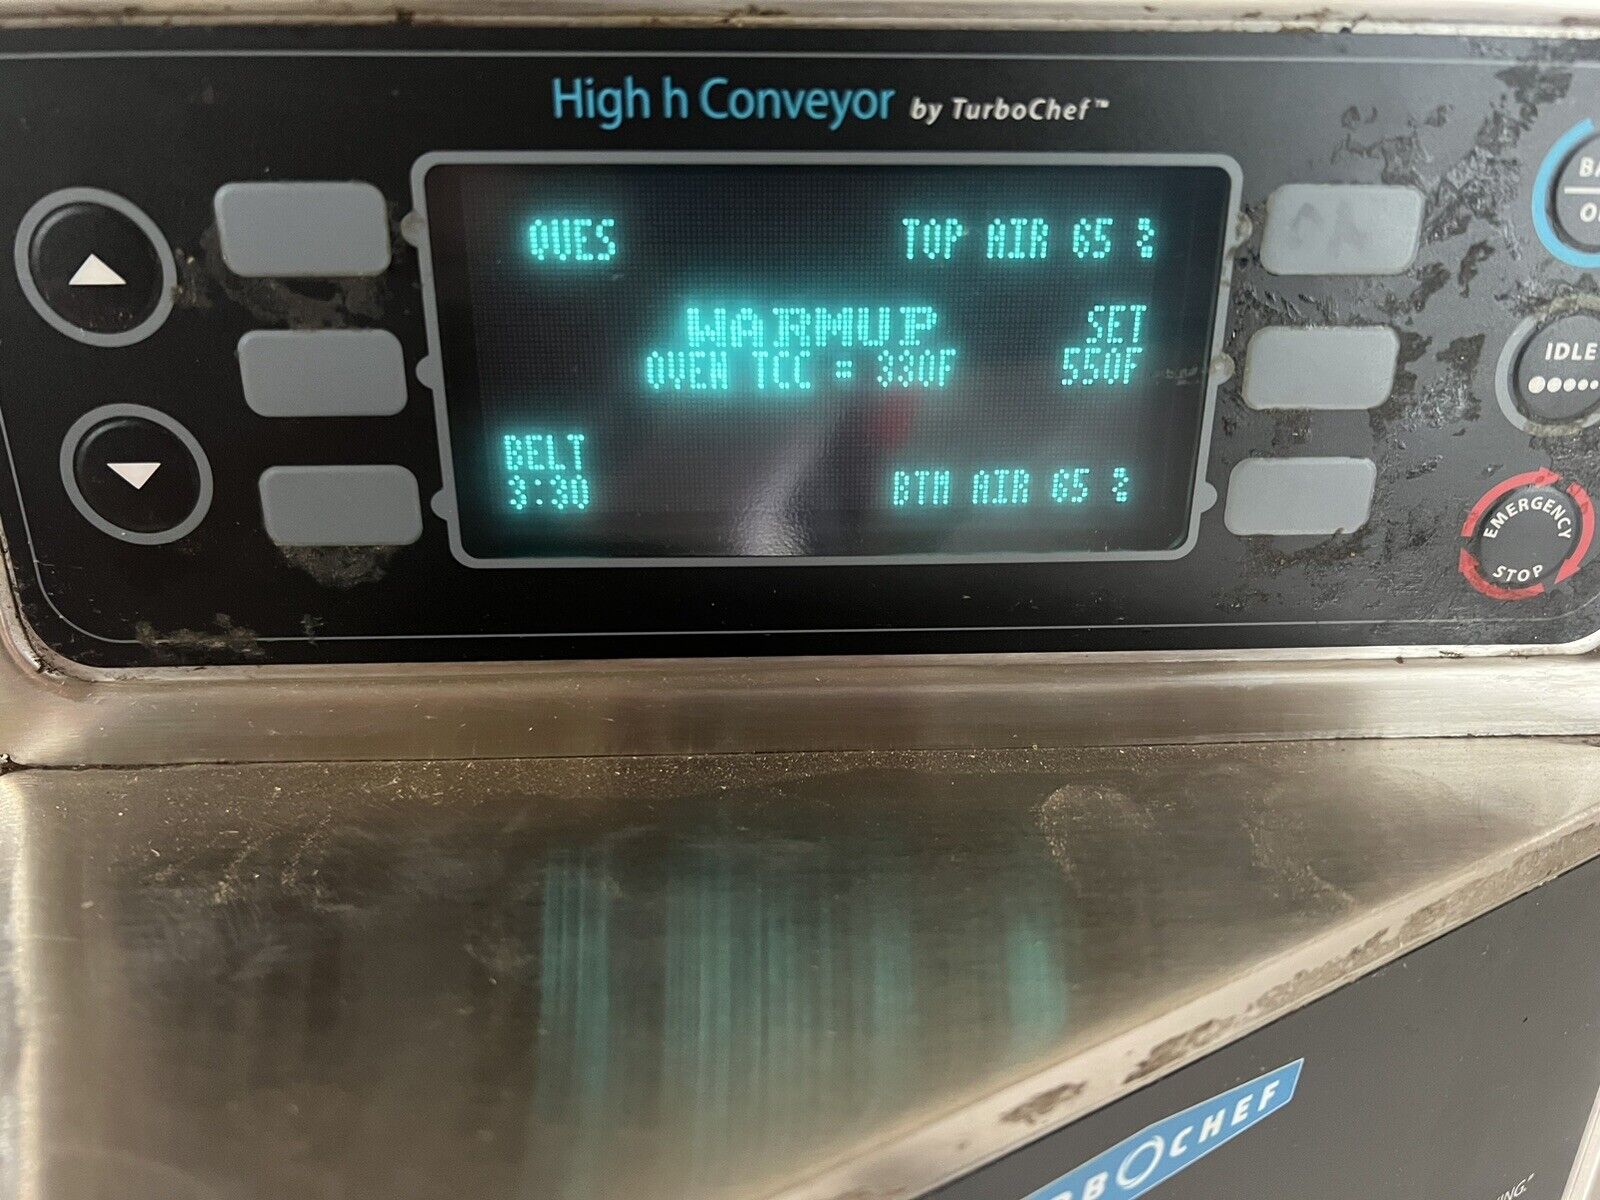 High h Conveyor by TurboChef™
QUES
TOP AIR 65 %
WARMUP
OVEN TCC = 330F
SET
550F
BELT
3:30
BTM AIR 65 %
IDLE
EMERGENCY
STOP
CHEF